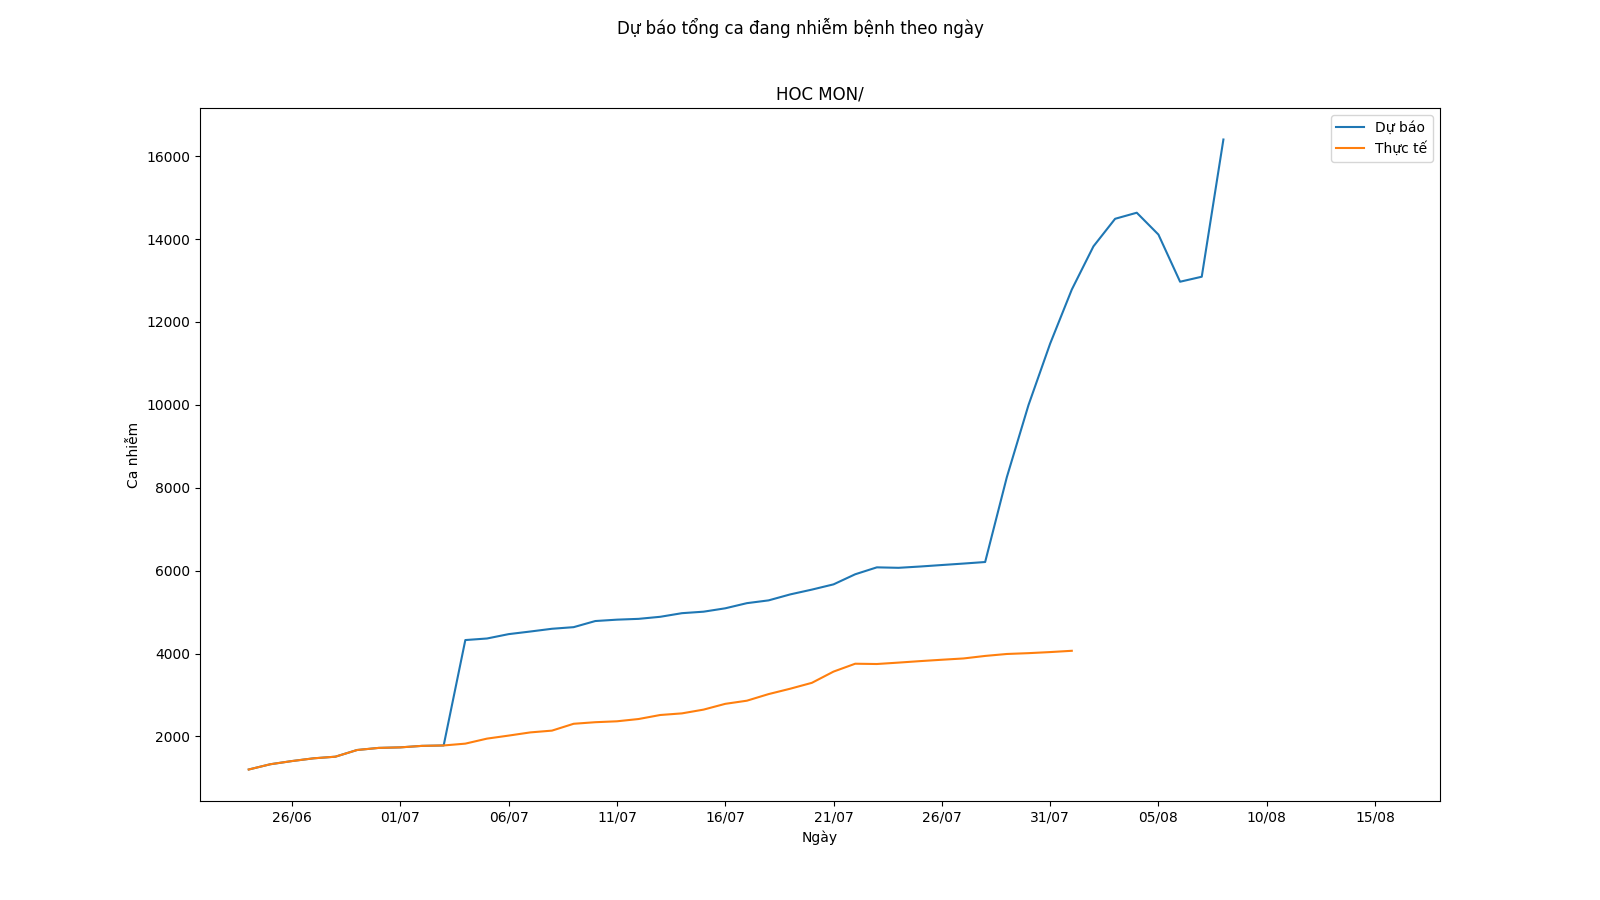 Dự báo tổng ca đang nhiễm bệnh theo ngày
HOC MON/
Dự báo
Thực tế
16000
14000
12000
10000
8000
6000
4000
2000
Ca nhiễm
26/06 01/07 06/07 11/07 16/07 21/07 26/07 31/07 05/08 10/08 15/08
Ngày